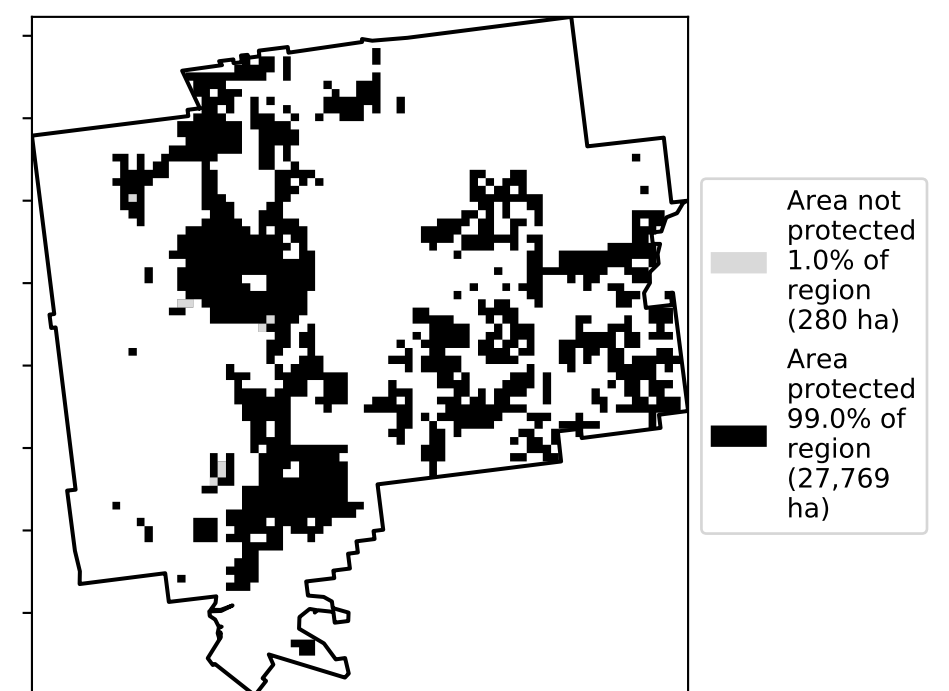 Area not
protected
1.0% of
region
(280 ha)
Area
protected
99.0% of
region
(27,769
ha)